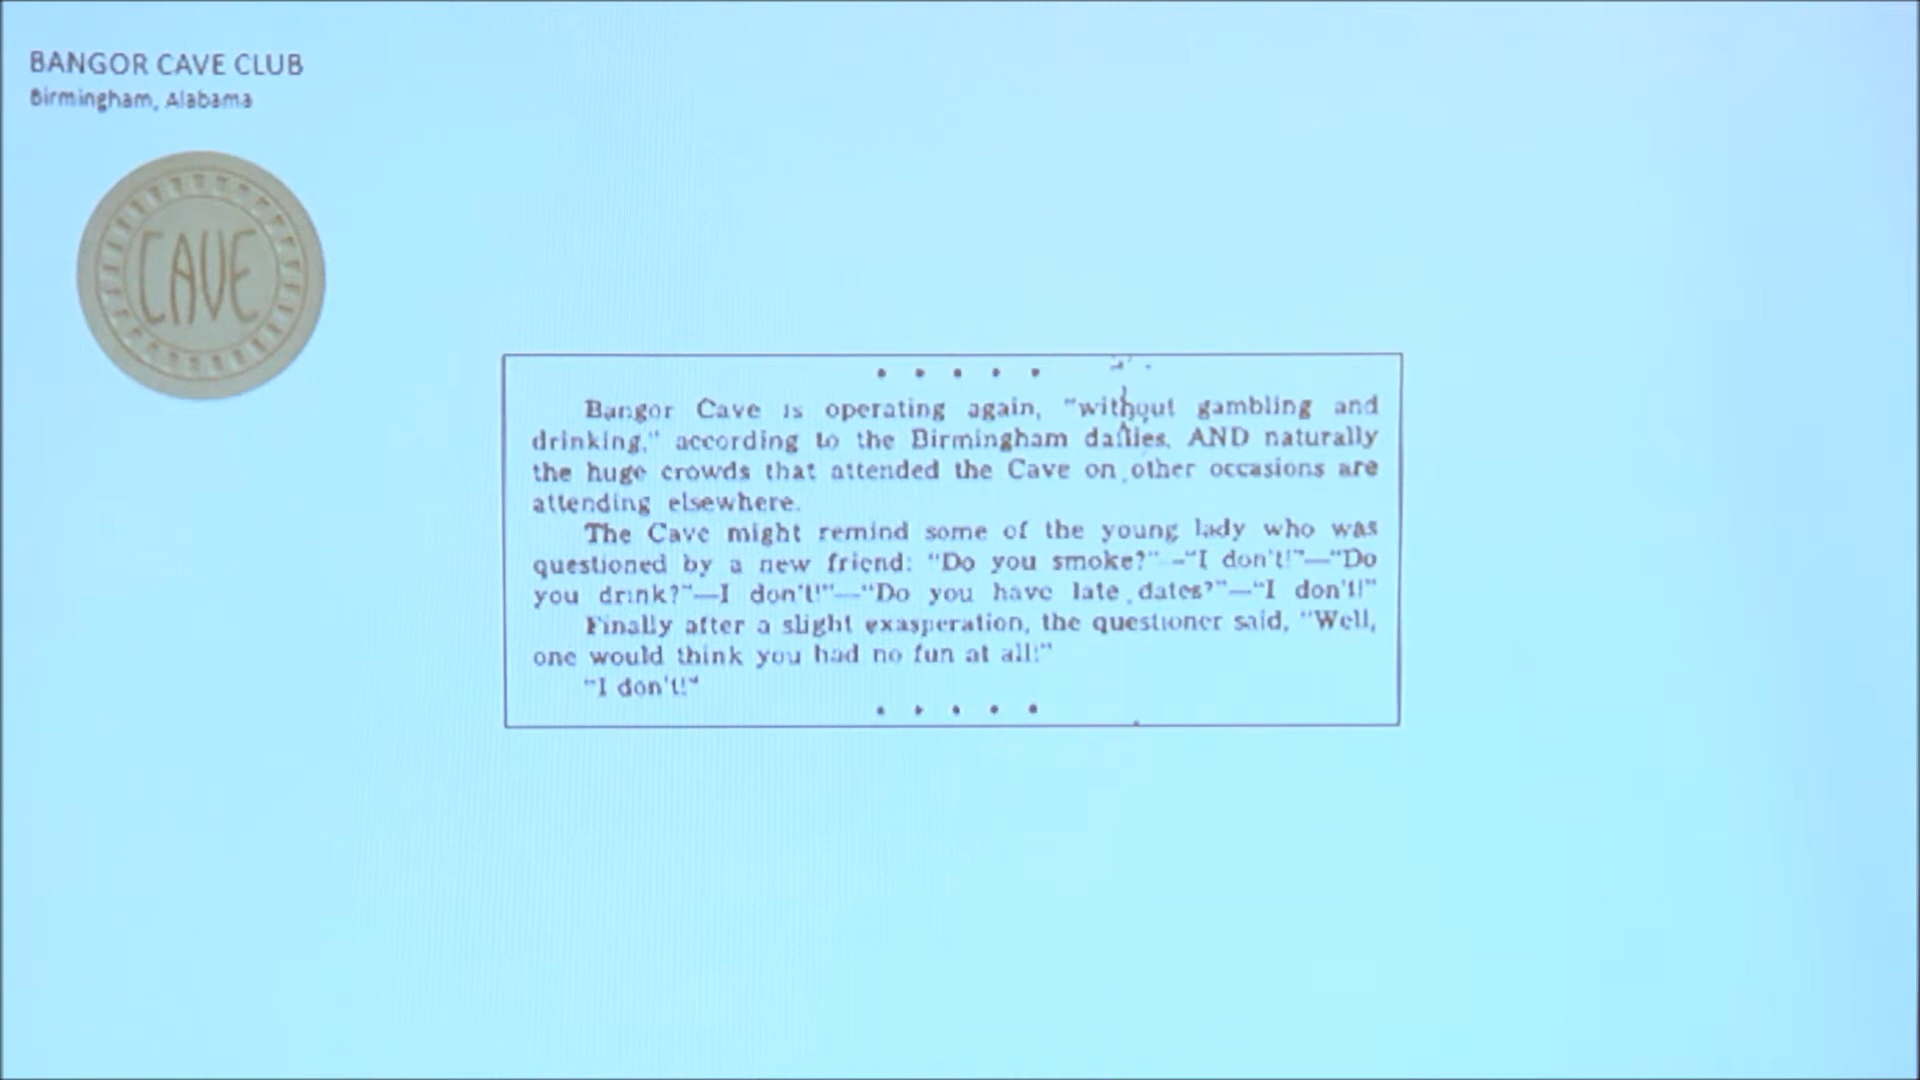 BANGOR CAVE CLUB
Birmingham, Alabama
CAVE
Bangor Cave is operating again, "without gambling and
drinking," according to the Birmingham dailies. AND naturally
the huge crowds that attended the Cave on other occasions are
attending elsewhere.
The Cave might remind some of the young lady who was
questioned by a new friend: "Do you smoke?"—"I don't!"—"Do
you drink?"—I don't!"—"Do you have late dates?"—"I don't!"
Finally after a slight exasperation, the questioner said, "Well,
one would think you had no fun at all!"
"I don't!"